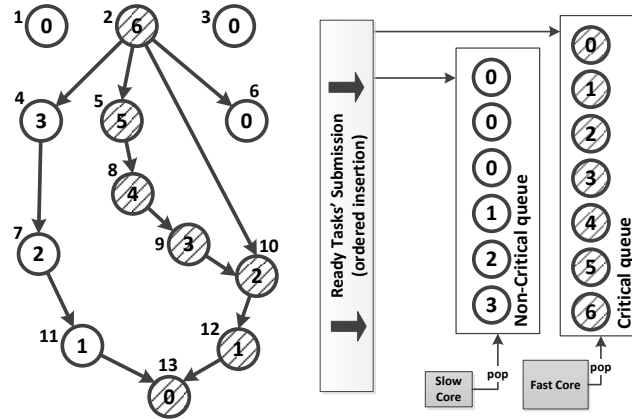 1 0
2 6
3 0
4 3
5 5
6 0
8 4
7 2
9 3
10 2
11 1
12 1
13 0
Ready Tasks' Submission
(ordered insertion)
0
0
0
1
2
3
Non-Critical queue
pop
Slow
Core
0
1
2
3
4
5
6
Critical queue
pop
Fast Core